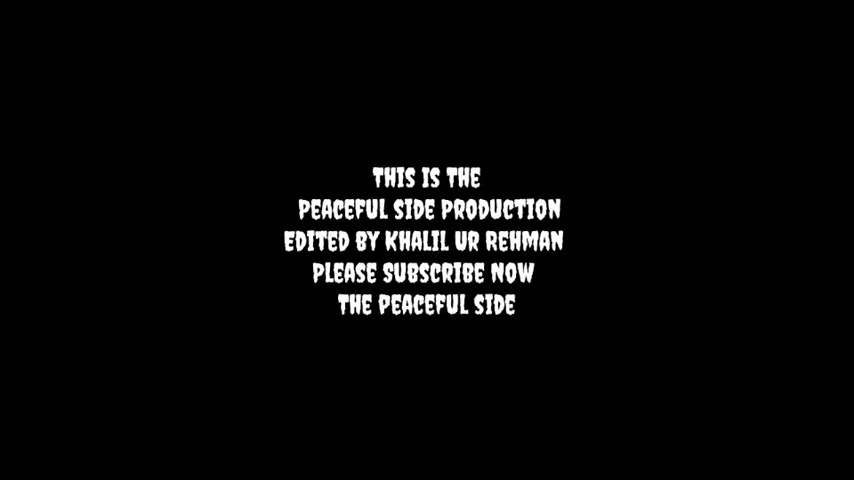 THIS IS THE
PEACEFUL SIDE PRODUCTION
EDITED BY KHALIL UR REHMAN
PLEASE SUBSCRIBE NOW
THE PEACEFUL SIDE